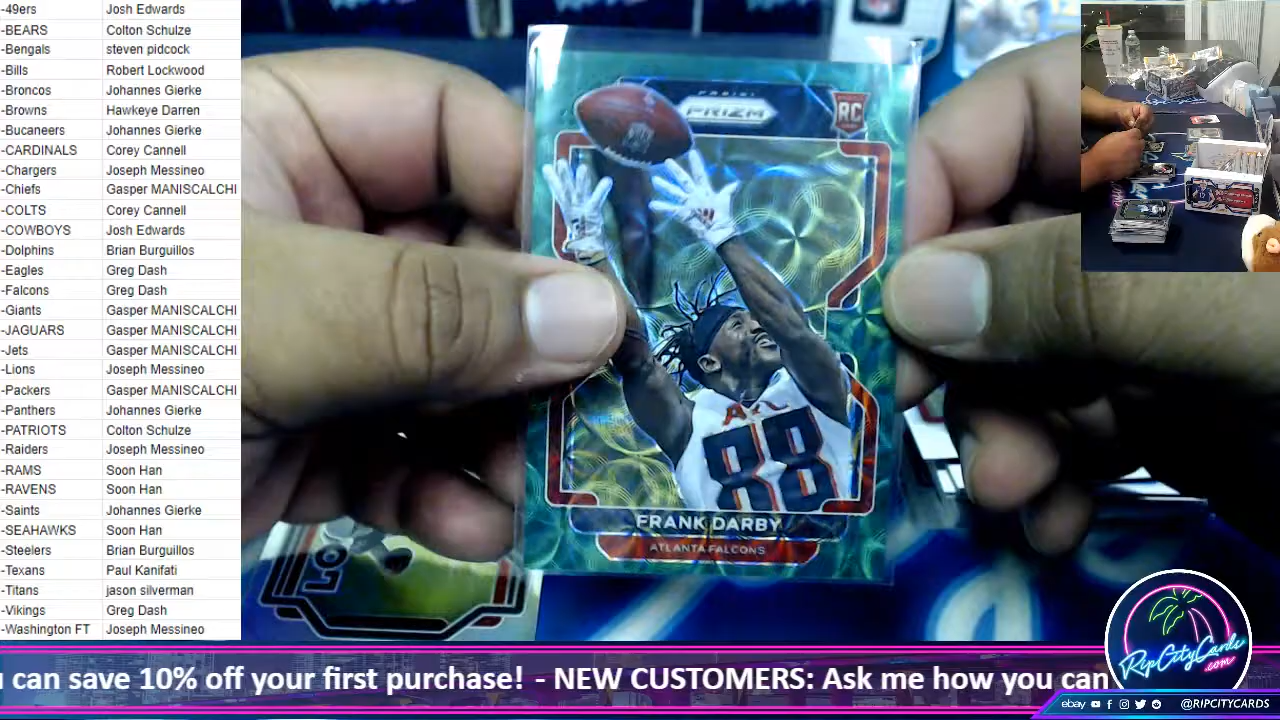 -49ers Josh Edwards
-BEARS Colton Schulze
-Bengals steven pidcock
-Bills Robert Lockwood
-Broncos Johannes Gierke
-Browns Hawkeye Darren
-Bucaneers Johannes Gierke
-CARDINALS Corey Cannell
-Chargers Joseph Messineo
-Chiefs Gasper MANISCALCHI
-COLTS Corey Cannell
-COWBOYS Josh Edwards
-Dolphins Brian Burguillos
-Eagles Greg Dash
-Falcons Greg Dash
-Giants Gasper MANISCALCHI
-JAGUARS Gasper MANISCALCHI
-Jets Gasper MANISCALCHI
-Lions Joseph Messineo
-Packers Gasper MANISCALCHI
-Panthers Johannes Gierke
-PATRIOTS Colton Schulze
-Raiders Joseph Messineo
-RAMS Soon Han
-RAVENS Soon Han
-Saints Johannes Gierke
-SEAHAWKS Soon Han
-Steelers Brian Burguillos
-Texans Paul Kanifati
-Titans jason silverman
-Vikings Greg Dash
-Washington FT Joseph Messineo
PANINI
PRIZM
RC
ATL
88
FRANK DARBY
ATLANTA FALCONS
50
can save 10% off your first purchase! - NEW CUSTOMERS: Ask me how you can
RipCityCards
.com
ebay @RIPCITYCARDS